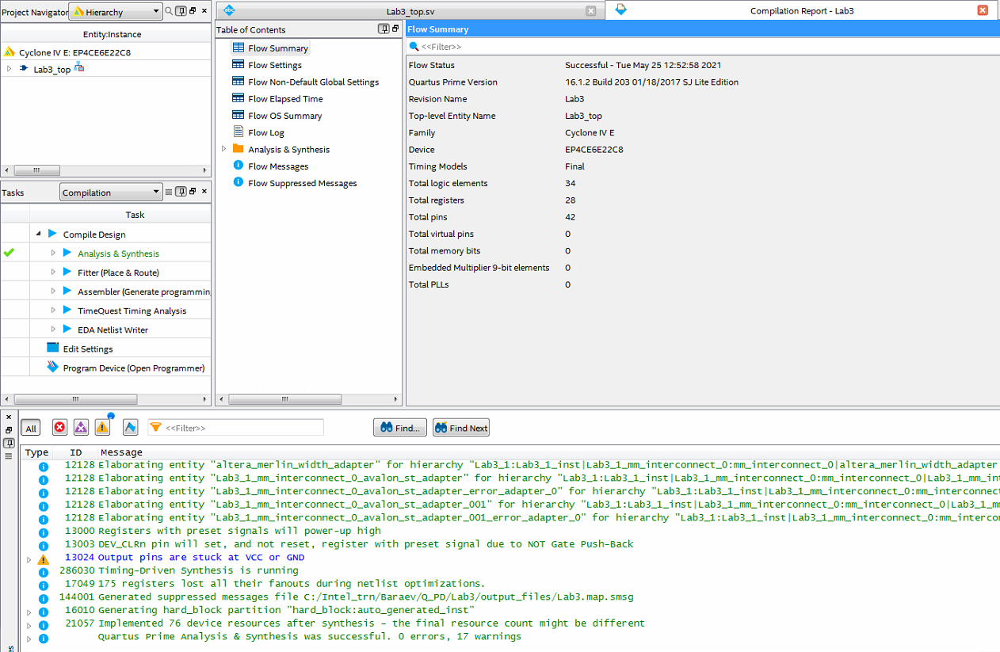 Project Navigator Hierarchy
Entity:Instance
Cyclone IV E: EP4CE6E22C8
Lab3_top
Tasks Compilation
Task
Compile Design
Analysis & Synthesis
Fitter (Place & Route)
Assembler (Generate programmin
TimeQuest Timing Analysis
EDA Netlist Writer
Edit Settings
Program Device (Open Programmer)
abc Lab3_top.sv
Compilation Report - Lab3
Table of Contents
Flow Summary
Flow Settings
Flow Non-Default Global Settings
Flow Elapsed Time
Flow OS Summary
Flow Log
Analysis & Synthesis
Flow Messages
Flow Suppressed Messages
Flow Summary
<<Filter>>
Flow Status Successful - Tue May 25 12:52:58 2021
Quartus Prime Version 16.1.2 Build 203 01/18/2017 SJ Lite Edition
Revision Name Lab3
Top-level Entity Name Lab3_top
Family Cyclone IV E
Device EP4CE6E22C8
Timing Models Final
Total logic elements 34
Total registers 28
Total pins 42
Total virtual pins 0
Total memory bits 0
Embedded Multiplier 9-bit elements 0
Total PLLs 0
All <<Filter>> Find... Find Next
Type ID Message
12128 Elaborating entity "altera_merlin_width_adapter" for hierarchy "Lab3_1:Lab3_1_inst|Lab3_1_mm_interconnect_0:mm_interconnect_0|altera_merlin_width_adapter
12128 Elaborating entity "Lab3_1_mm_interconnect_0_avalon_st_adapter" for hierarchy "Lab3_1:Lab3_1_inst|Lab3_1_mm_interconnect_0:mm_interconnect_0|Lab3_1_mm_int
12128 Elaborating entity "Lab3_1_mm_interconnect_0_avalon_st_adapter_error_adapter_0" for hierarchy "Lab3_1:Lab3_1_inst|Lab3_1_mm_interconnect_0:mm_inter
12128 Elaborating entity "Lab3_1_mm_interconnect_0_avalon_st_adapter_001" for hierarchy "Lab3_1:Lab3_1_inst|Lab3_1_mm_interconnect_0:mm_interconnect_0|Lab3_1_m
12128 Elaborating entity "Lab3_1_mm_interconnect_0_avalon_st_adapter_001_error_adapter_0" for hierarchy "Lab3_1:Lab3_1_inst|Lab3_1_mm_interconnect_0:mm_interco
13000 Registers with preset signals will power-up high
13003 DEV_CLRn pin will set, and not reset, register with preset signal due to NOT Gate Push-Back
13024 Output pins are stuck at VCC or GND
286030 Timing-Driven Synthesis is running
17049 175 registers lost all their fanouts during netlist optimizations.
144001 Generated suppressed messages file C:/Intel_trn/Baraev/Q_PD/Lab3/output_files/Lab3.map.smsg
16010 Generating hard_block partition "hard_block:auto_generated_inst"
21057 Implemented 76 device resources after synthesis - the final resource count might be different
Quartus Prime Analysis & Synthesis was successful. 0 errors, 17 warnings